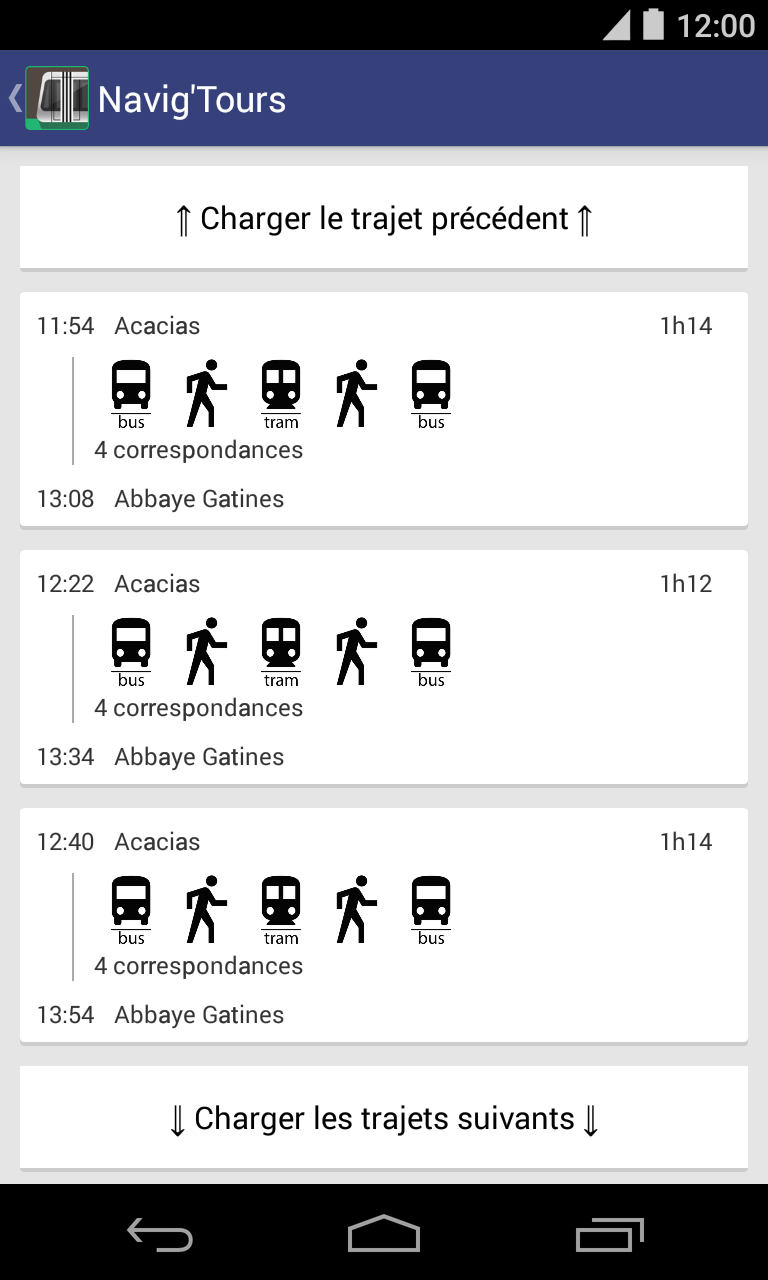 12:00
Navig'Tours
⇑ Charger le trajet précédent ⇑
11:54 Acacias 1h14
bus tram bus
4 correspondances
13:08 Abbaye Gatines
12:22 Acacias 1h12
bus tram bus
4 correspondances
13:34 Abbaye Gatines
12:40 Acacias 1h14
bus tram bus
4 correspondances
13:54 Abbaye Gatines
⇓ Charger les trajets suivants ⇓